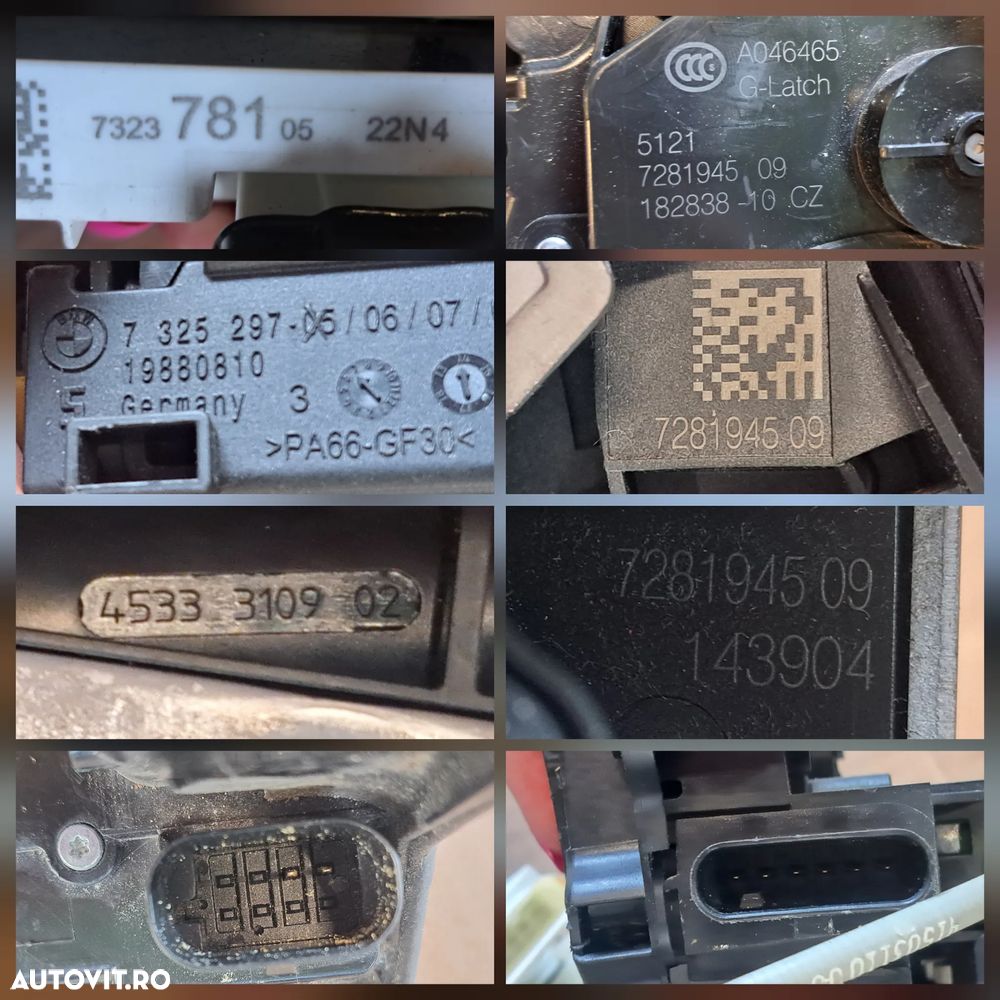 7323 781 05 22N4
CCC A046465
G-Latch
5121
7281945 09
182838-10 CZ
7 325 297-05/06/07/
19880810
Germany 3
>PA66-GF30<
7281945 09
4533 3109 02
7281945 09
143904
AUTOVIT.RO